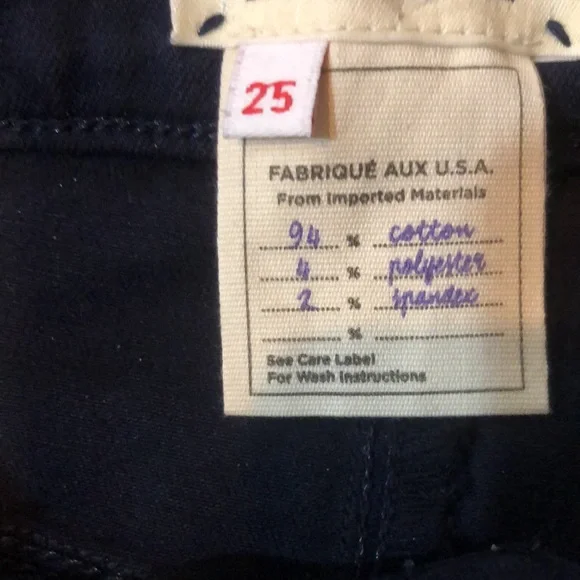 25
FABRIQUÉ AUX U.S.A.
From Imported Materials
94 % cotton
4 % polyester
2 % spandex
%
See Care Label
For Wash Instructions